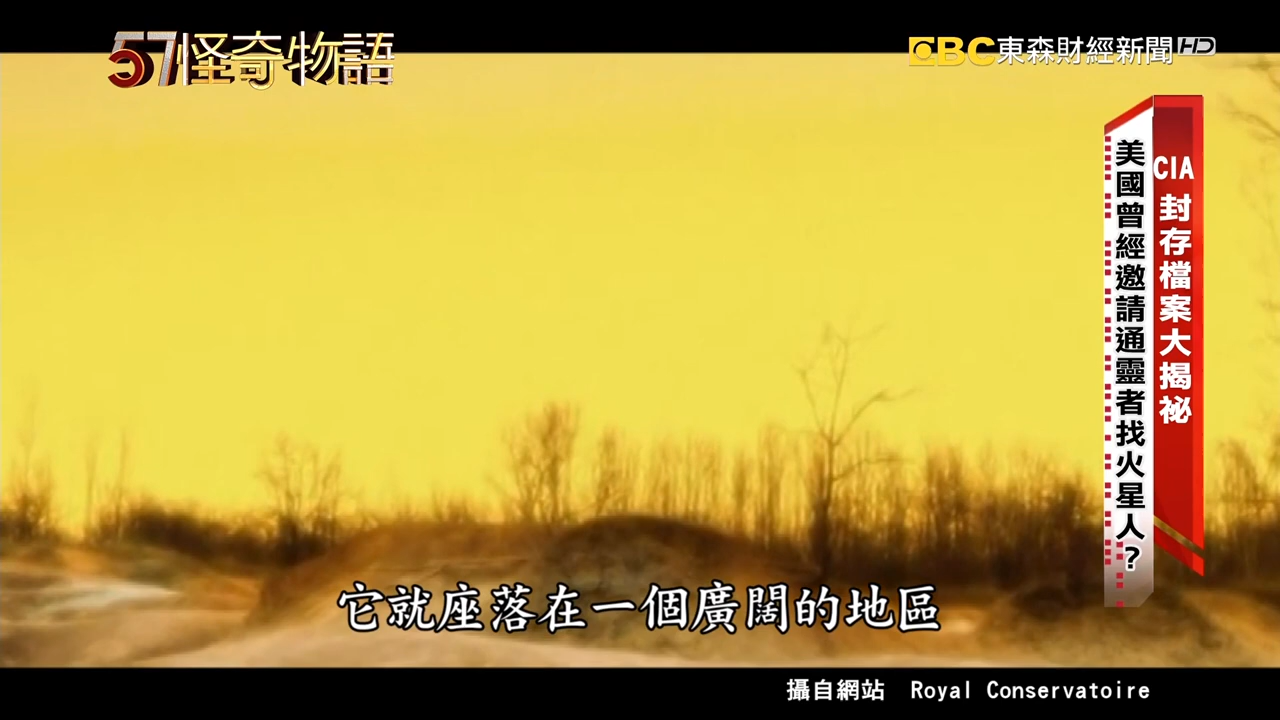 57怪奇物語
EBC東森財經新聞HD
CIA封存檔案大揭祕
美國曾經邀請通靈者找火星人?
它就座落在一個廣闊的地區
攝自網站 Royal Conservatoire